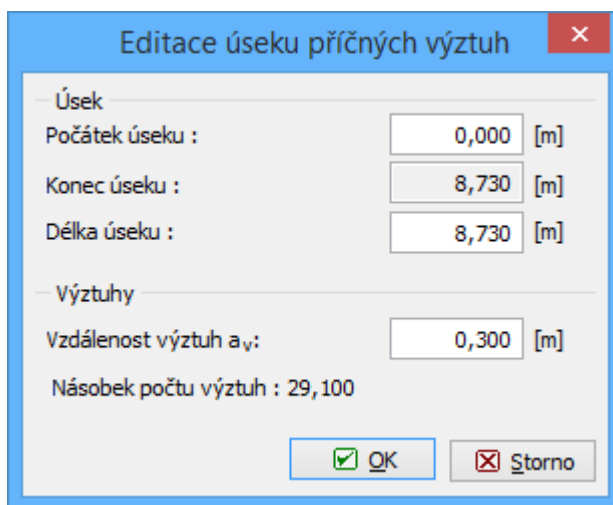 Editace úseku příčných výztuh
Úsek
Počátek úseku : 0,000 [m]
Konec úseku : 8,730 [m]
Délka úseku : 8,730 [m]
Výztuhy
Vzdálenost výztuh aᵥ: 0,300 [m]
Násobek počtu výztuh : 29,100
OK Storno